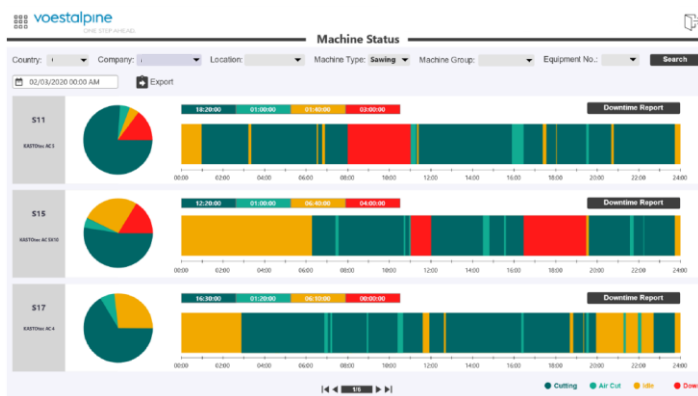 voestalpine
ONE STEP AHEAD.
Machine Status
Country: Company: Location: Machine Type: Sawing Machine Group: Equipment No.: Search
02/03/2020 00:00 AM Export
S11
KASTOtec AC 5
18:20:00 01:00:00 01:40:00 03:00:00
Downtime Report
00:00 02:00 04:00 06:00 08:00 10:00 12:00 14:00 16:00 18:00 20:00 22:00 24:00
S15
12:20:00 01:00:00 06:40:00 04:00:00
Downtime Report
00:00 02:00 04:00 06:00 08:00 10:00 12:00 14:00 16:00 18:00 20:00 22:00 24:00
S17
KASTOtec AC 4
16:30:00 01:20:00 06:10:00 00:00:00
Downtime Report
00:00 02:00 04:00 06:00 08:00 10:00 12:00 14:00 16:00 18:00 20:00 22:00 24:00
1/6
Cutting Air Cut Idle